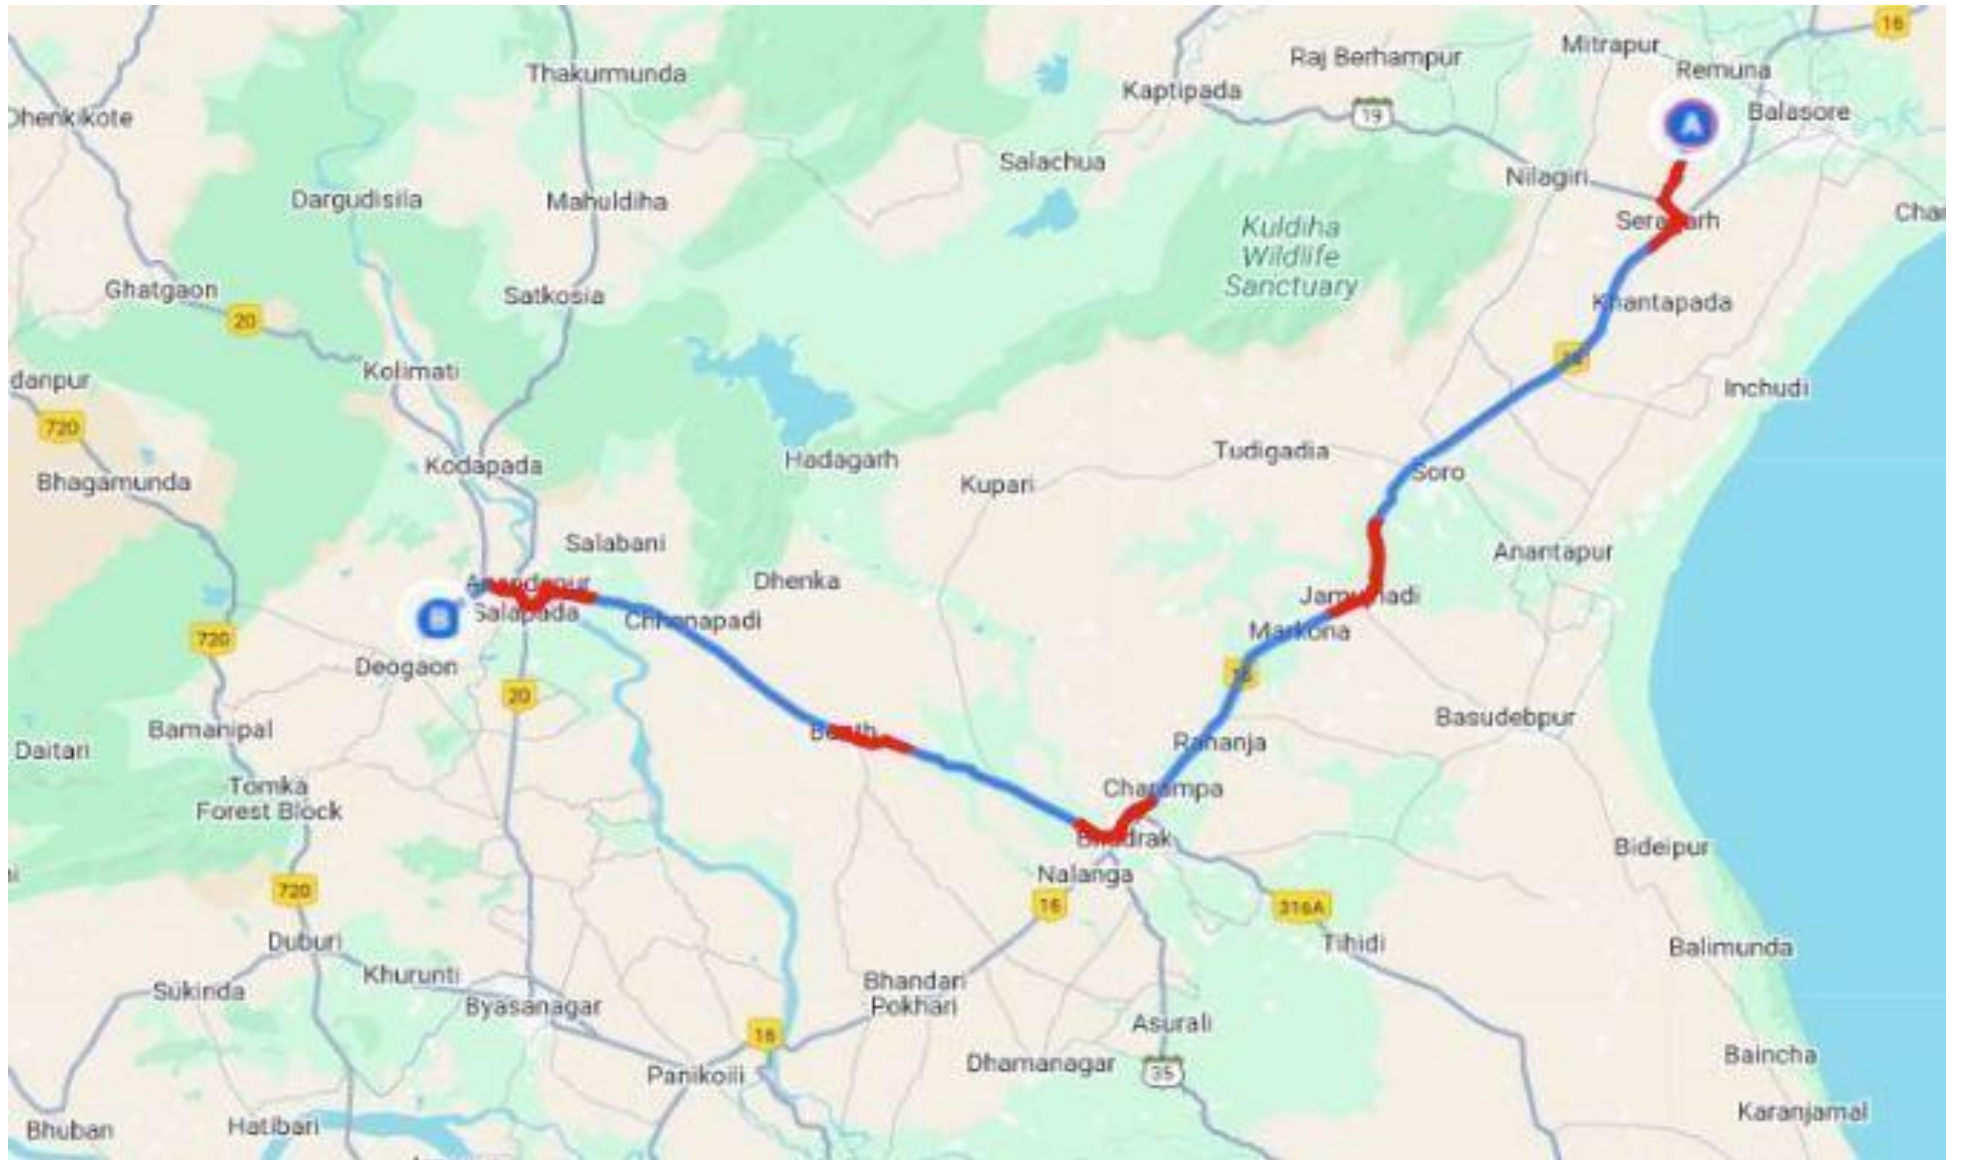 16
Mitrapur
Raj Berhampur
Remuna
Thakurmunda
Kaptipada
Balasore
19
A
Dhenkikote
Salachua
Nilagiri
Dargudisila
Mahuldiha
Kuldiha
Wildlife
Sanctuary
Ghatgaon
Satkosia
Khantapada
20
Kolimati
danpur
Inchudi
720
Tudigadia
Hadagarh
Kodapada
Soro
Bhagamunda
Kupari
Salabani
Anantapur
Dhenka
Salapada
B
Markona
720
Deogaon
20
Basudebpur
Bamanipal
Daitari
Tomka
Forest Block
Bideipur
Nalanga
720
16
316A
Duburi
Tihidi
Balimunda
Khurunti
Bhandari
Pokhari
Sukinda
Byasanagar
16
Asurali
Dhamanagar
Baincha
Panikoili
35
Karanjamal
Bhuban
Hatibari